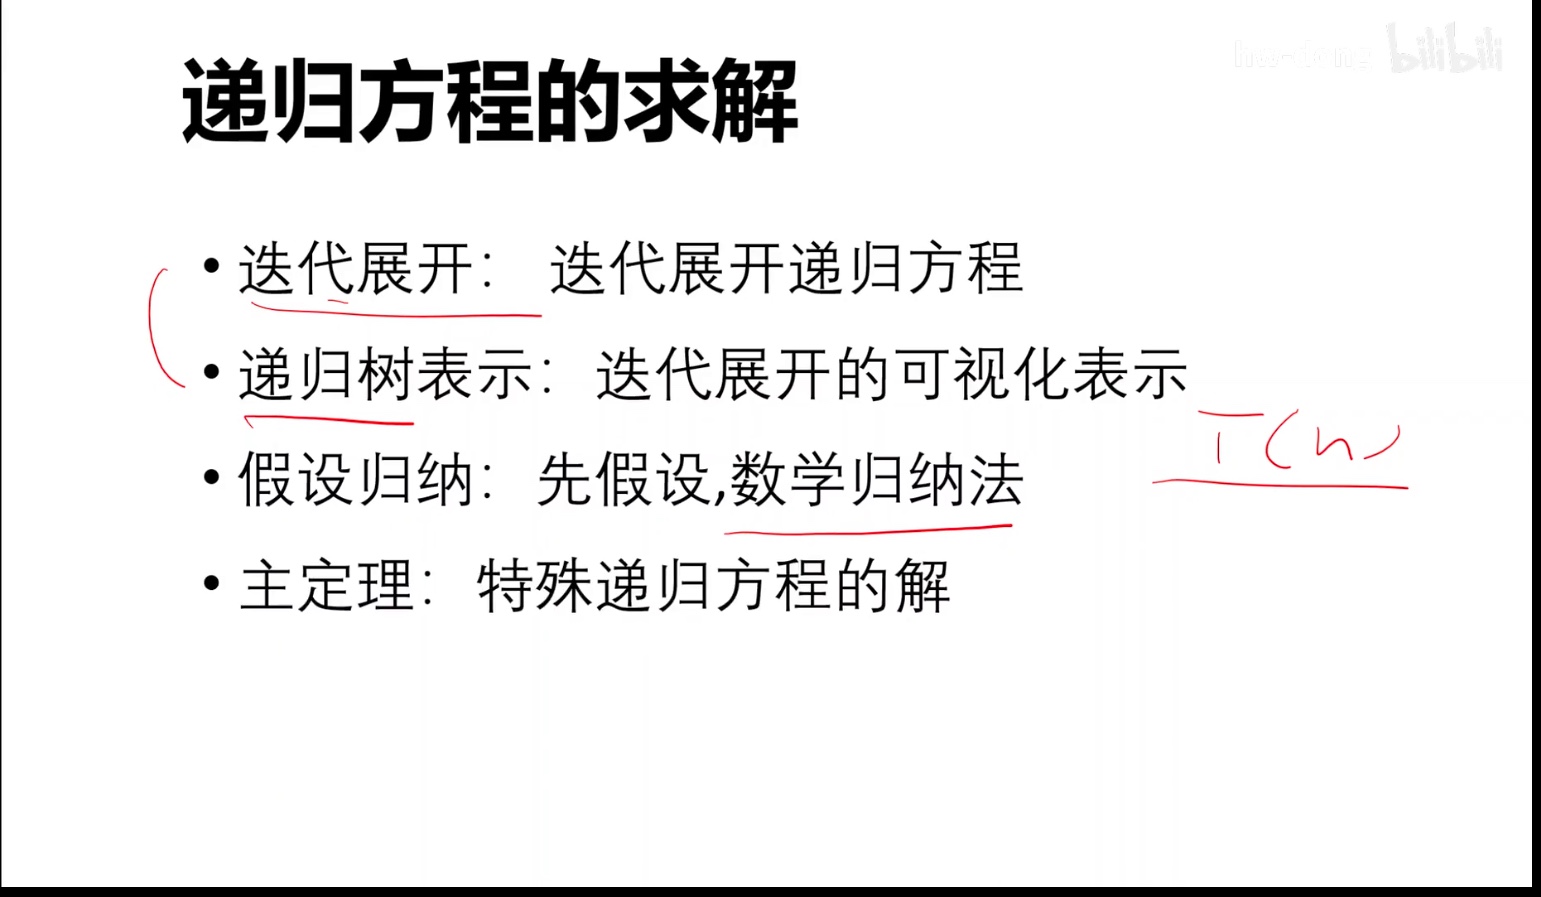 bilibili
递归方程的求解
• 迭代展开： 迭代展开递归方程
• 递归树表示：迭代展开的可视化表示
T(n)
• 假设归纳：先假设,数学归纳法
• 主定理：特殊递归方程的解